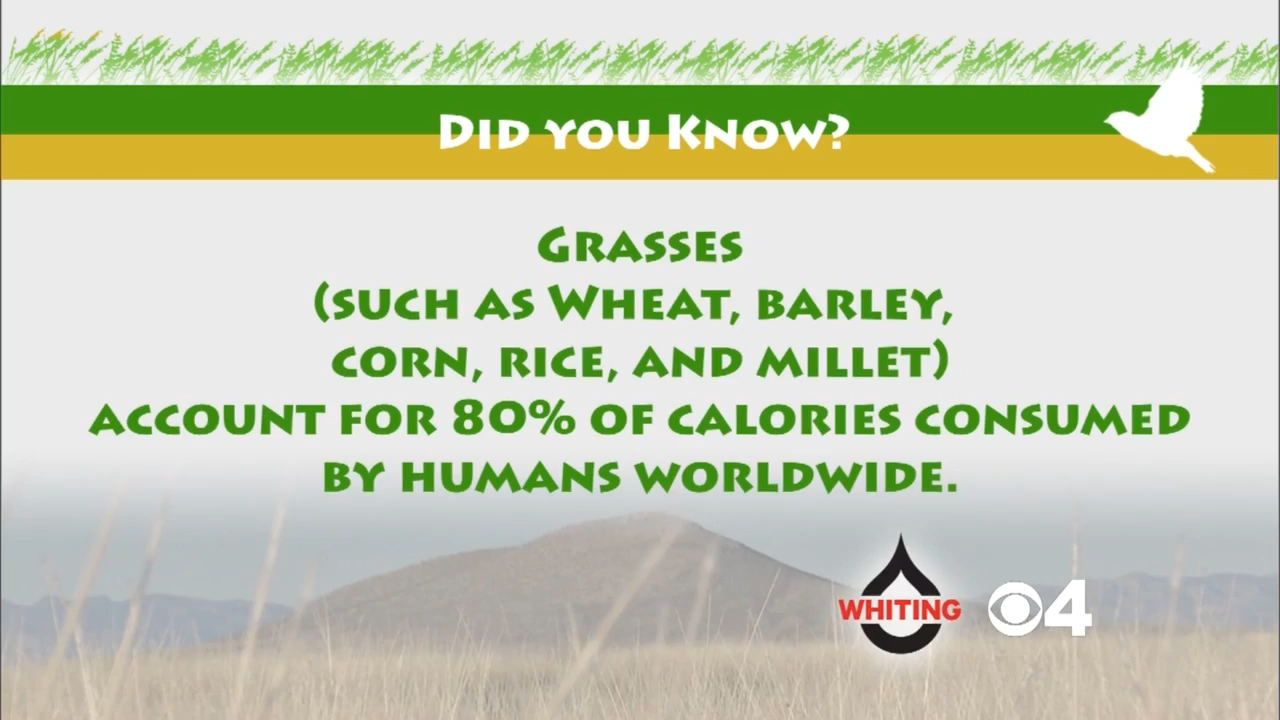 Did you Know?
Grasses
(such as Wheat, barley,
corn, rice, and millet)
account for 80% of calories consumed
by humans worldwide.
WHITING
4